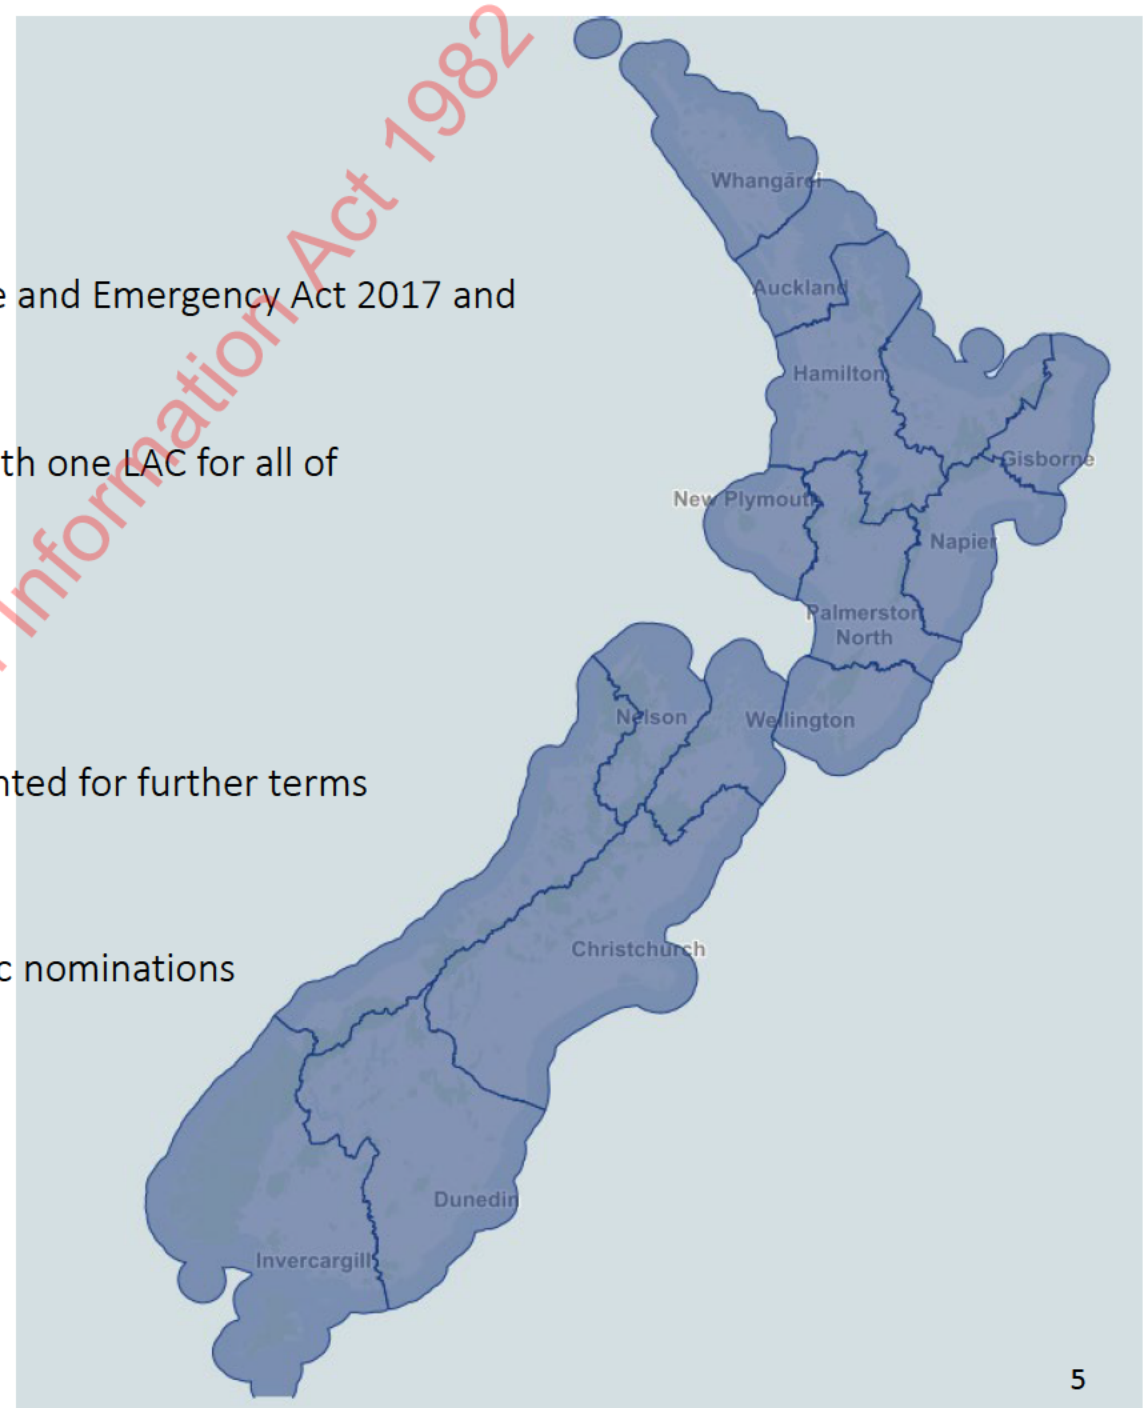 Information Act 1982
e and Emergency Act 2017 and
th one LAC for all of
nted for further terms
c nominations
Whangārei
Auckland
Hamilton
Gisborne
New Plymouth
Napier
Palmerston
North
Nelson
Wellington
Christchurch
Dunedin
Invercargill
5